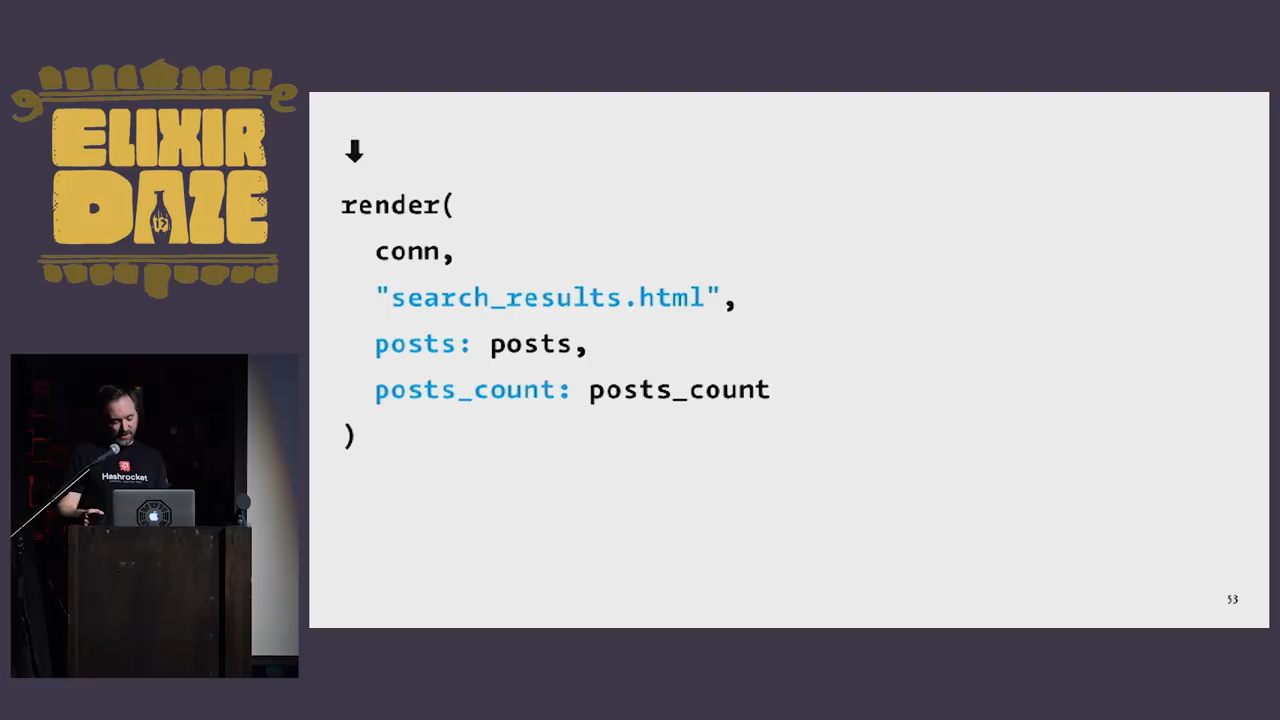 ELIXIR
DAZE
⬇
render(
  conn,
  "search_results.html",
  posts: posts,
  posts_count: posts_count
)
Hashrocket
53